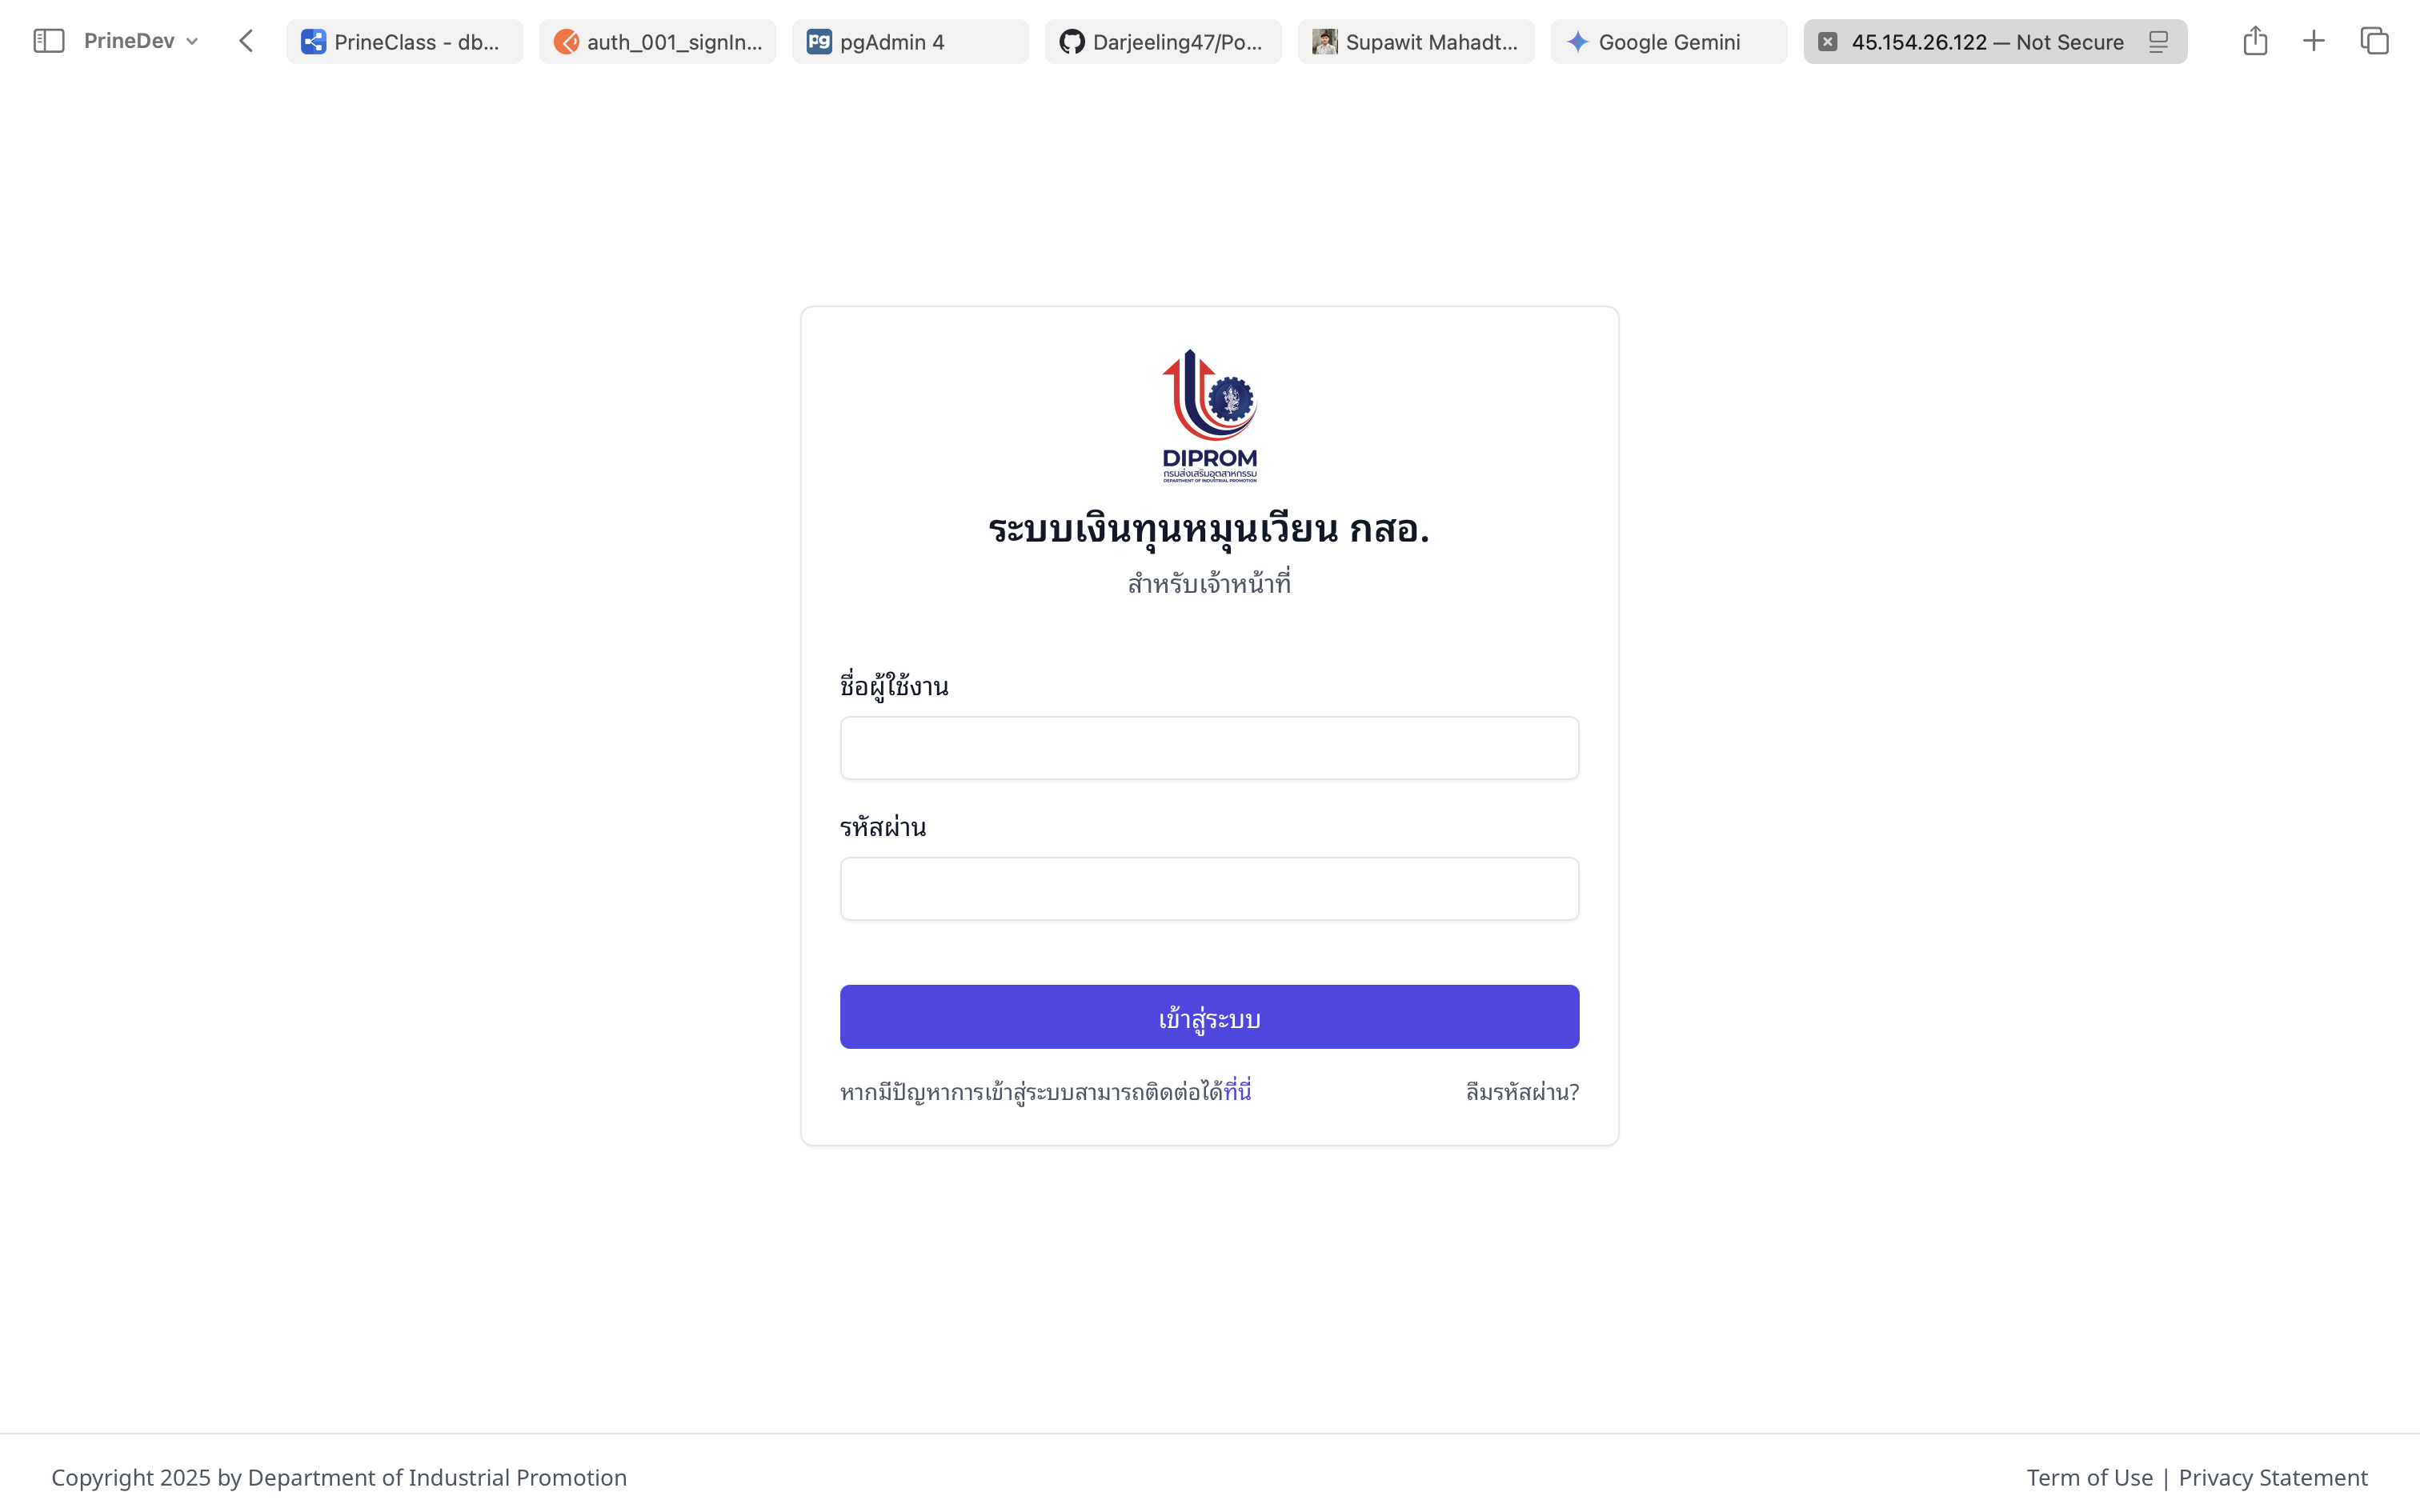 PrineDev
PrineClass - db...
auth_001_signIn...
pgAdmin 4
Darjeeling47/Po...
Supawit Mahadt...
Google Gemini
45.154.26.122 — Not Secure
DIPROM
กรมส่งเสริมอุตสาหกรรม
DEPARTMENT OF INDUSTRIAL PROMOTION
ระบบเงินทุนหมุนเวียน กสอ.
สำหรับเจ้าหน้าที่
ชื่อผู้ใช้งาน
รหัสผ่าน
เข้าสู่ระบบ
หากมีปัญหาการเข้าสู่ระบบสามารถติดต่อได้ที่นี่ ลืมรหัสผ่าน?
Copyright 2025 by Department of Industrial Promotion Term of Use | Privacy Statement